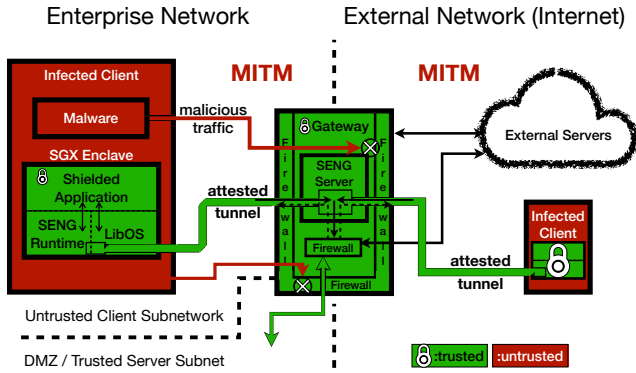 Enterprise Network
External Network (Internet)
Infected Client
MITM
MITM
Malware
malicious
traffic
Gateway
Fire wall
Fire wall
External Servers
SGX Enclave
Shielded
Application
SENG
Server
attested
tunnel
SENG
Runtime
LibOS
Firewall
Infected
Client
attested
tunnel
Firewall
Untrusted Client Subnetwork
DMZ / Trusted Server Subnet
:trusted
:untrusted